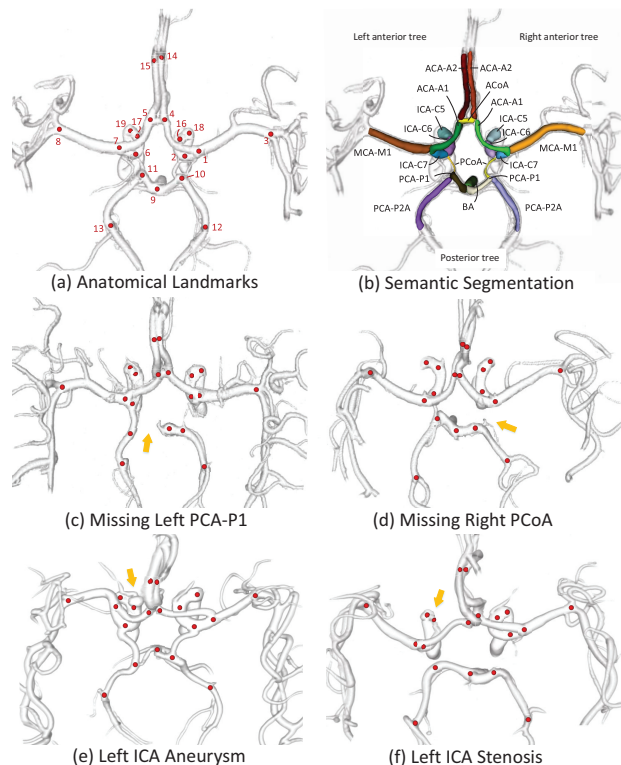 15
14
5
4
19
17
16
18
8
7
6
2
1
3
11
10
9
13
12
(a) Anatomical Landmarks
Left anterior tree
Right anterior tree
ACA-A2
ACA-A2
ACA-A1
ACoA
ACA-A1
ICA-C5
ICA-C5
ICA-C6
ICA-C6
MCA-M1
MCA-M1
ICA-C7
PCoA
ICA-C7
PCA-P1
PCA-P1
PCA-P2A
BA
PCA-P2A
Posterior tree
(b) Semantic Segmentation
(c) Missing Left PCA-P1
(d) Missing Right PCoA
(e) Left ICA Aneurysm
(f) Left ICA Stenosis